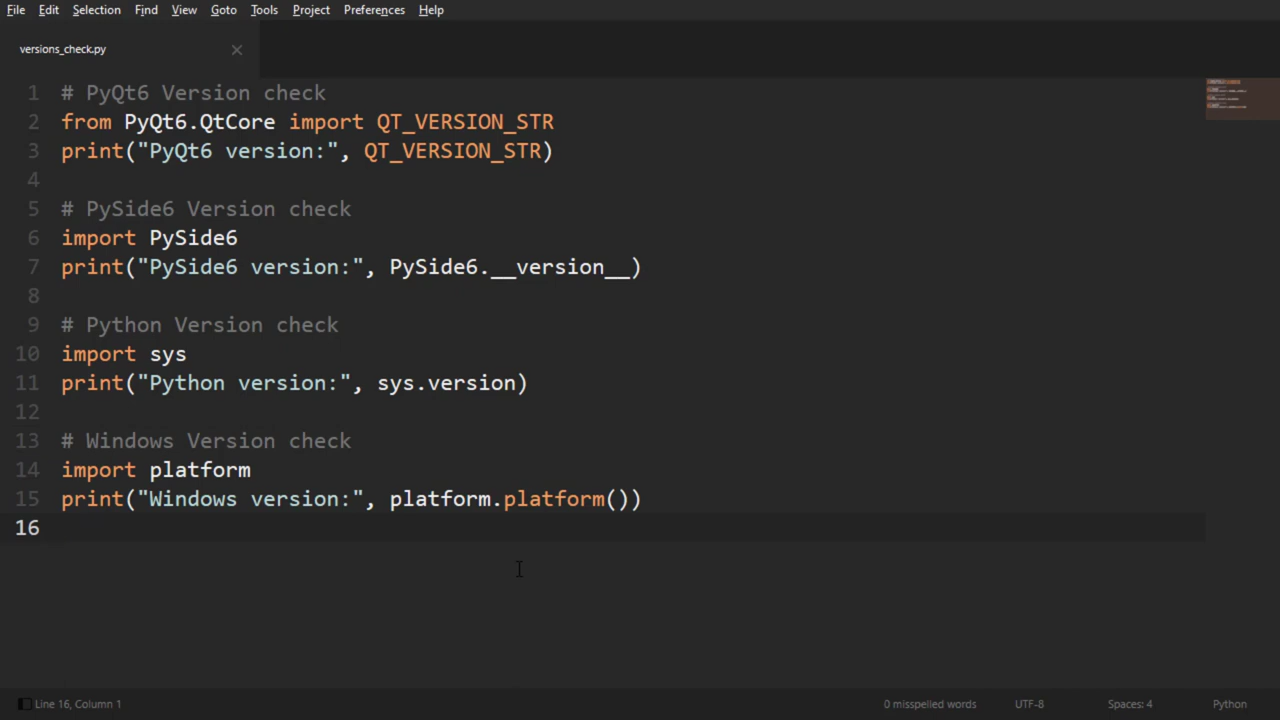 File Edit Selection Find View Goto Tools Project Preferences Help
versions_check.py
1 # PyQt6 Version check
2 from PyQt6.QtCore import QT_VERSION_STR
3 print("PyQt6 version:", QT_VERSION_STR)
4
5 # PySide6 Version check
6 import PySide6
7 print("PySide6 version:", PySide6.__version__)
8
9 # Python Version check
10 import sys
11 print("Python version:", sys.version)
12
13 # Windows Version check
14 import platform
15 print("Windows version:", platform.platform())
16
Line 16, Column 1 0 misspelled words UTF-8 Spaces: 4 Python